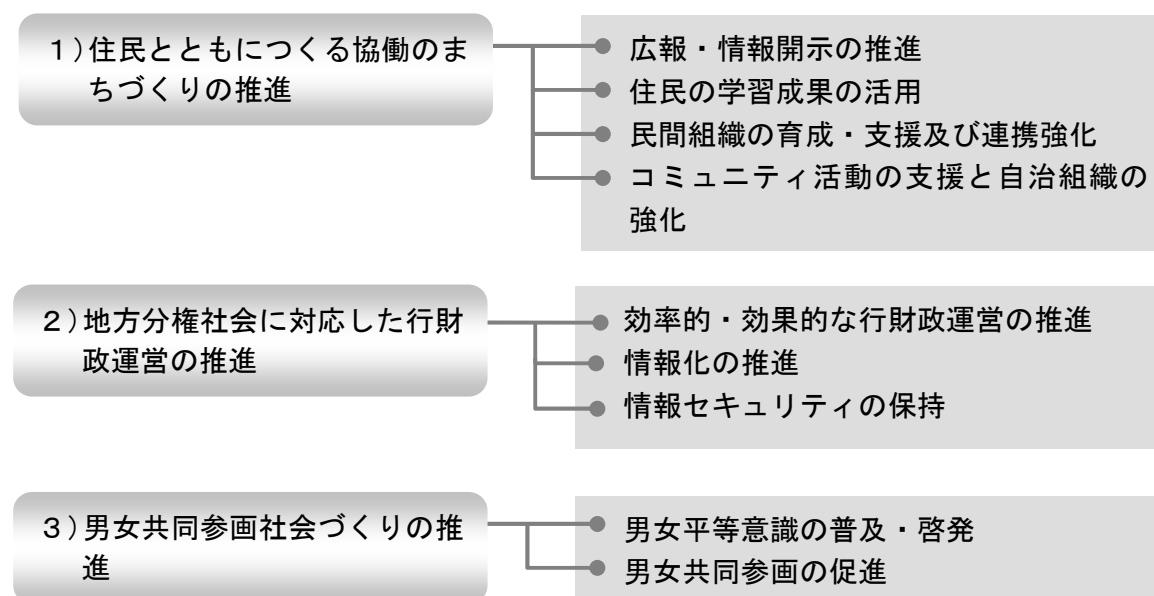 1）住民とともにつくる協働のま
ちづくりの推進
広報・情報開示の推進
住民の学習成果の活用
民間組織の育成・支援及び連携強化
コミュニティ活動の支援と自治組織の
強化
2）地方分権社会に対応した行財
政運営の推進
効率的・効果的な行財政運営の推進
情報化の推進
情報セキュリティの保持
3）男女共同参画社会づくりの推
進
男女平等意識の普及・啓発
男女共同参画の促進